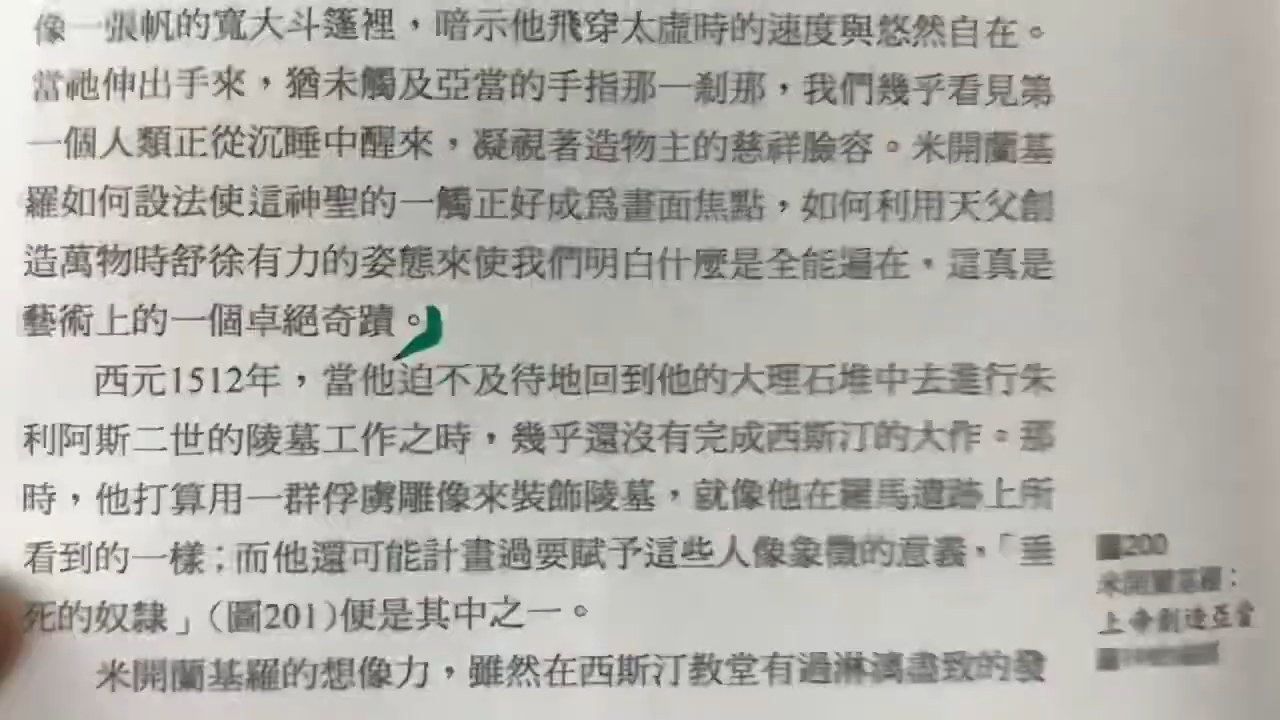 像一張帆的寬大斗篷裡，暗示他飛穿太虛時的速度與悠然自在。
當祂伸出手來，猶未觸及亞當的手指那一剎那，我們幾乎看見第
一個人類正從沉睡中醒來，凝視著造物主的慈祥臉容。米開蘭基
羅如何設法使這神聖的一觸正好成爲畫面焦點，如何利用天父創
造萬物時舒徐有力的姿態來使我們明白什麼是全能遍在，這真是
藝術上的一個卓絕奇蹟。
西元1512年，當他迫不及待地回到他的大理石堆中去進行朱
利阿斯二世的陵墓工作之時，幾乎還沒有完成西斯汀的大作。那
時，他打算用一群俘虜雕像來裝飾陵墓，就像他在羅馬遺跡上所
看到的一樣；而他還可能計畫過要賦予這些人像象徵的意義，「垂
死的奴隸」（圖201)便是其中之一。
米開蘭基羅的想像力，雖然在西斯汀教堂有過淋漓盡致的發
■200
米開蘭基羅：
上帝創造亞當